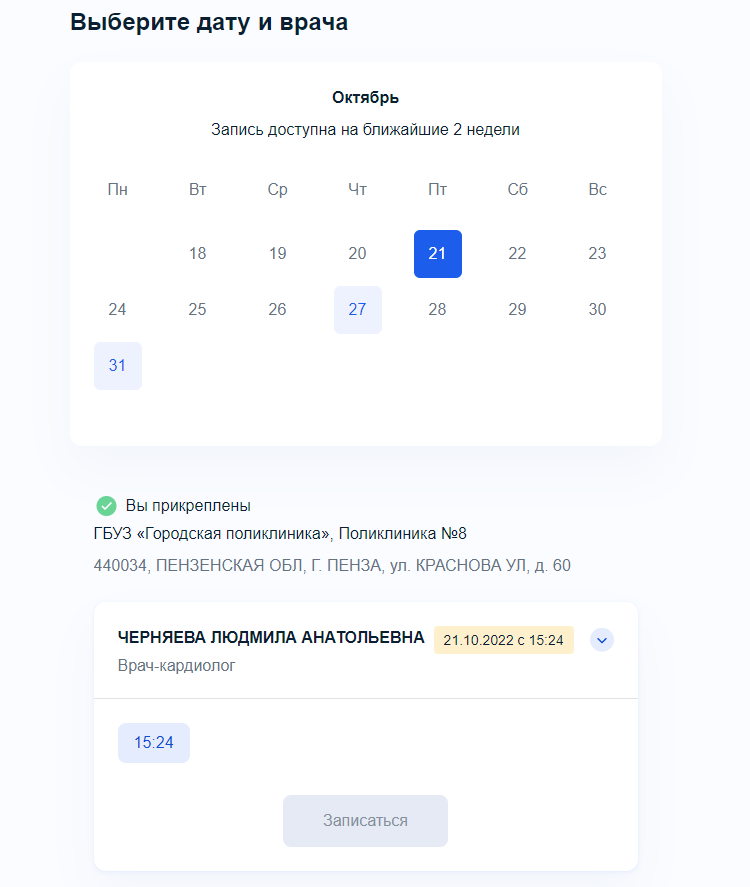 Выберите дату и врача
Октябрь
Запись доступна на ближайшие 2 недели
Пн Вт Ср Чт Пт Сб Вс
18 19 20 21 22 23
24 25 26 27 28 29 30
31
Вы прикреплены
ГБУЗ «Городская поликлиника», Поликлиника №8
440034, ПЕНЗЕНСКАЯ ОБЛ, Г. ПЕНЗА, ул. КРАСНОВА УЛ, д. 60
ЧЕРНЯЕВА ЛЮДМИЛА АНАТОЛЬЕВНА 21.10.2022 с 15:24
Врач-кардиолог
15:24
Записаться